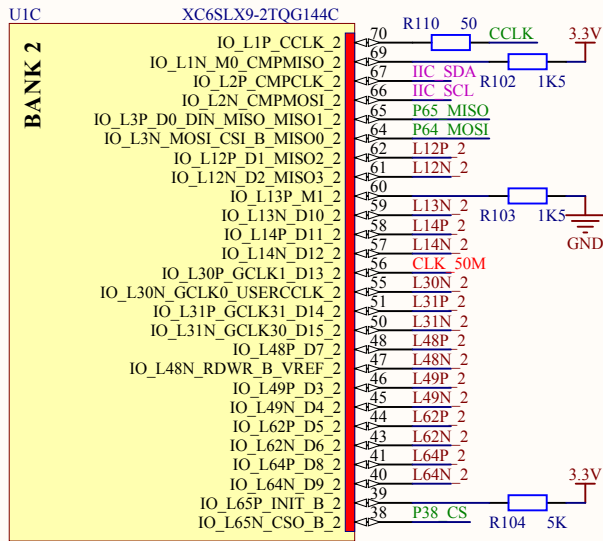 U1C XC6SLX9-2TQG144C
BANK 2
IO_L1P_CCLK_2 70 R110 50 CCLK 3.3V
IO_L1N_M0_CMPMISO_2 69 R102 1K5
IO_L2P_CMPCLK_2 67 IIC_SDA
IO_L2N_CMPMOSI_2 66 IIC_SCL
IO_L3P_D0_DIN_MISO_MISO1_2 65 P65_MISO
IO_L3N_MOSI_CSI_B_MISO0_2 64 P64_MOSI
IO_L12P_D1_MISO2_2 62 L12P_2
IO_L12N_D2_MISO3_2 61 L12N_2
IO_L13P_M1_2 60 R103 1K5 GND
IO_L13N_D10_2 59 L13N_2
IO_L14P_D11_2 58 L14P_2
IO_L14N_D12_2 57 L14N_2
IO_L30P_GCLK1_D13_2 56 CLK_50M
IO_L30N_GCLK0_USERCCLK_2 55 L30N_2
IO_L31P_GCLK31_D14_2 51 L31P_2
IO_L31N_GCLK30_D15_2 50 L31N_2
IO_L48P_D7_2 48 L48P_2
IO_L48N_RDWR_B_VREF_2 47 L48N_2
IO_L49P_D3_2 46 L49P_2
IO_L49N_D4_2 45 L49N_2
IO_L62P_D5_2 44 L62P_2
IO_L62N_D6_2 43 L62N_2
IO_L64P_D8_2 41 L64P_2
IO_L64N_D9_2 40 L64N_2 3.3V
IO_L65P_INIT_B_2 39 R104 5K
IO_L65N_CSO_B_2 38 P38_CS